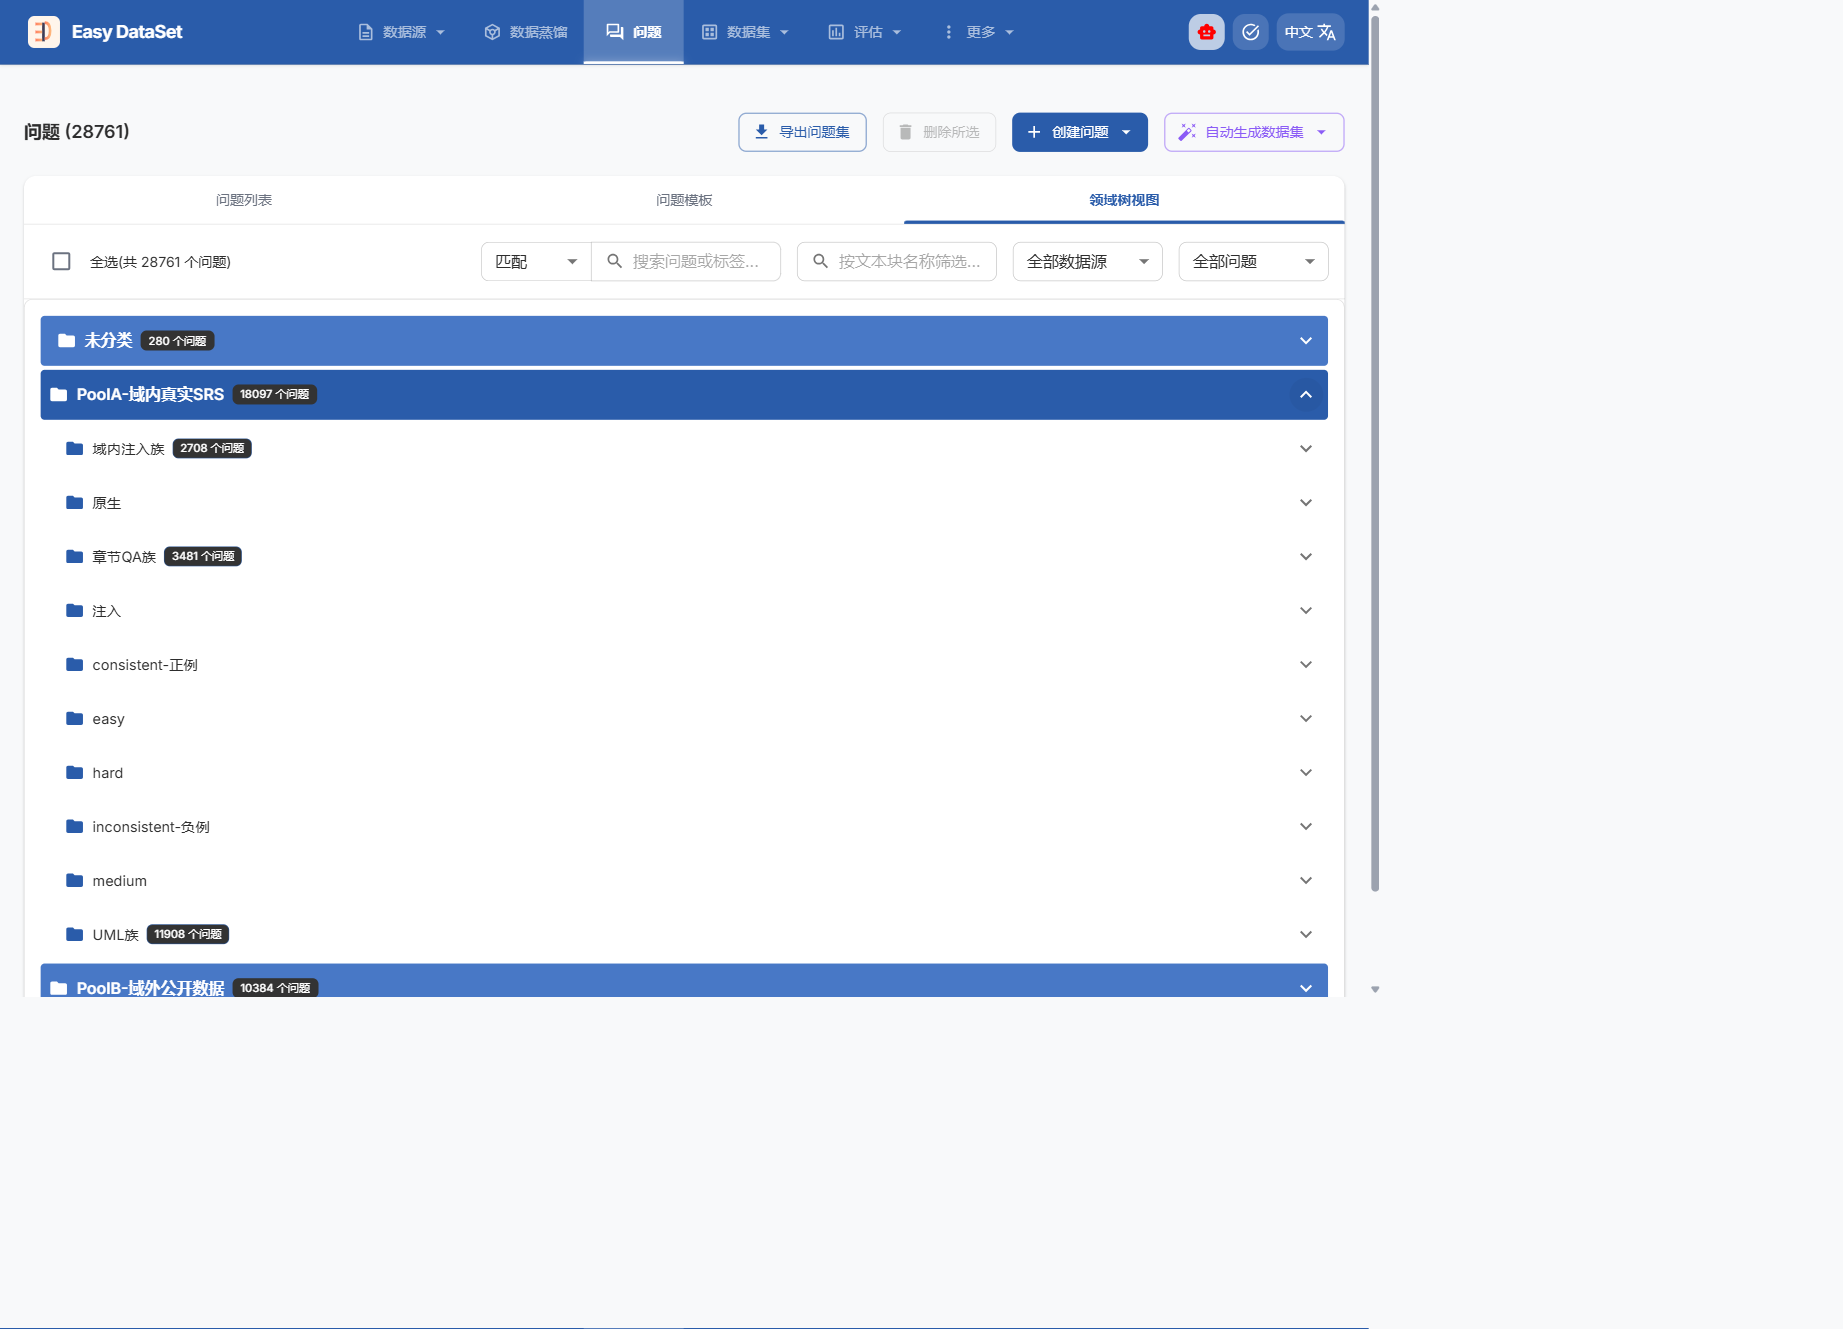 Easy DataSet
数据源
数据蒸馏
问题
数据集
评估
更多
中文
问题 (28761)
导出问题集
删除所选
创建问题
自动生成数据集
问题列表
问题模板
领域树视图
全选(共 28761 个问题)
匹配
搜索问题或标签...
按文本块名称筛选...
全部数据源
全部问题
未分类 280 个问题
PoolA-域内真实SRS 18097 个问题
域内注入族 2708 个问题
原生
章节QA族 3481 个问题
注入
consistent-正例
easy
hard
inconsistent-负例
medium
UML族 11908 个问题
PoolB-域外公开数据 10384 个问题